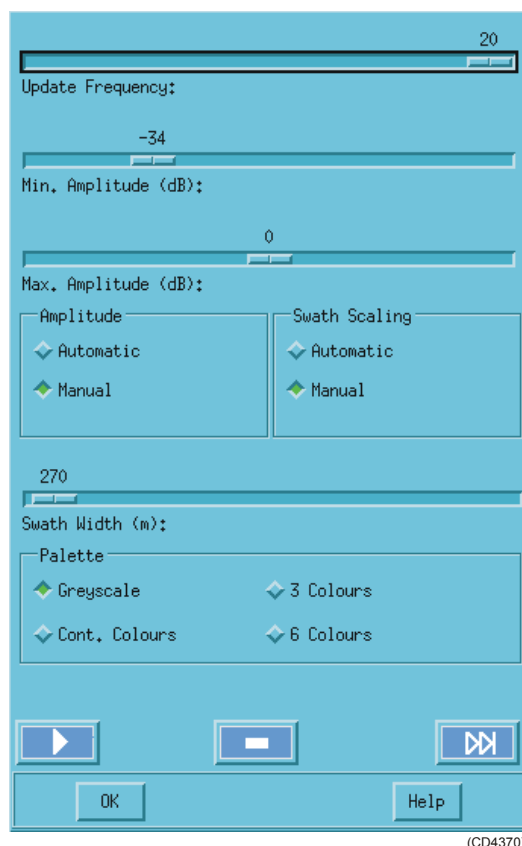 20
Update Frequency:
-34
Min. Amplitude (dB):
0
Max. Amplitude (dB):
Amplitude
Automatic
Manual
Swath Scaling
Automatic
Manual
270
Swath Width (m):
Palette
Greyscale
3 Colours
Cont. Colours
6 Colours
OK
Help
(CD4370